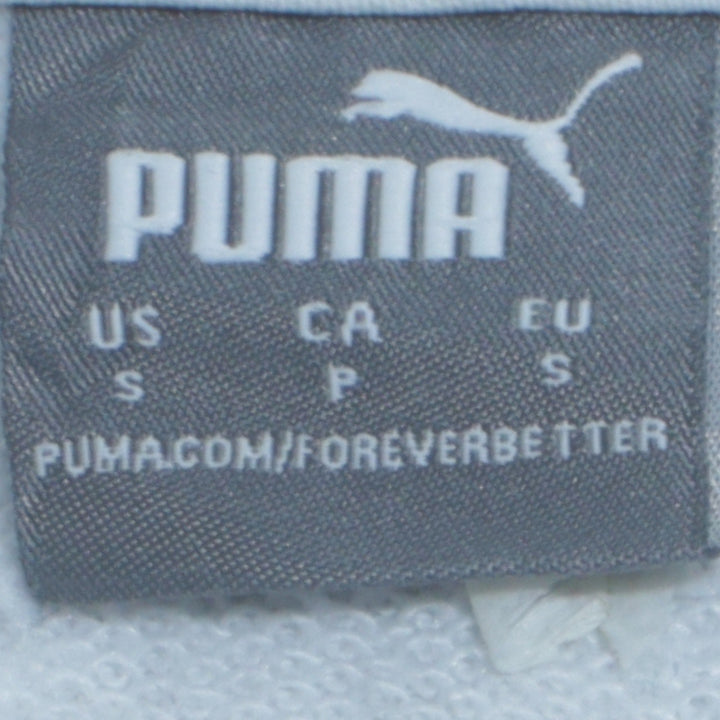 PUMA
US CA EU
S P S
PUMA.COM/FOREVERBETTER